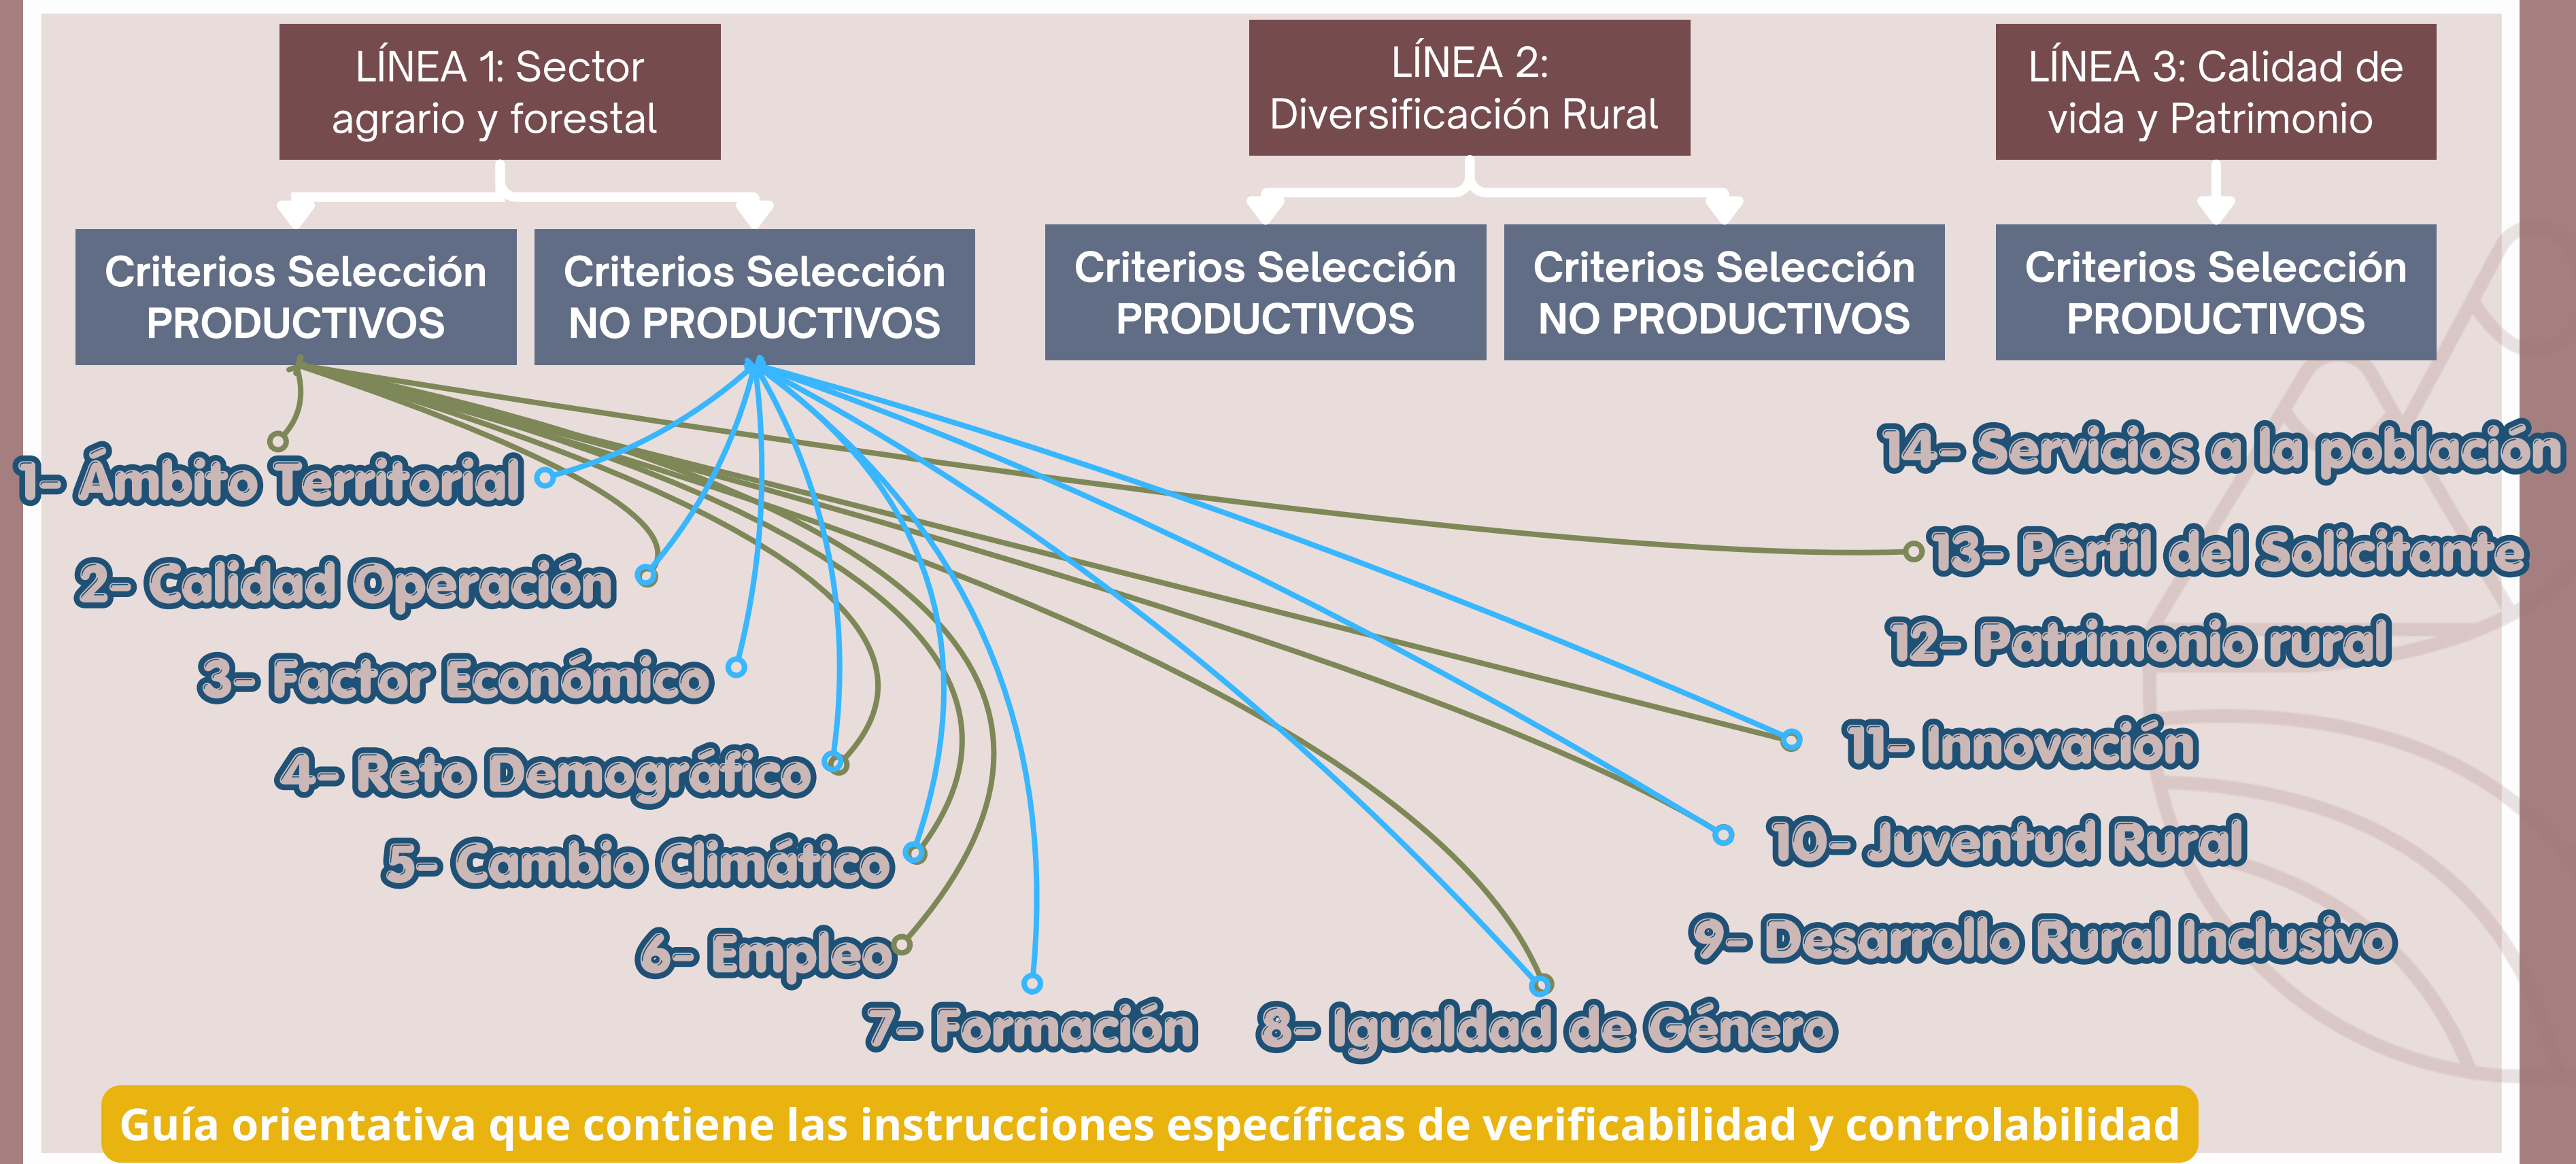 LÍNEA 1: Sector
agrario y forestal
LÍNEA 2:
Diversificación Rural
LÍNEA 3: Calidad de
vida y Patrimonio
Criterios Selección
PRODUCTIVOS
Criterios Selección
NO PRODUCTIVOS
Criterios Selección
PRODUCTIVOS
Criterios Selección
NO PRODUCTIVOS
Criterios Selección
PRODUCTIVOS
1- Ámbito Territorial
2- Calidad Operación
3- Factor Económico
4- Reto Demográfico
5- Cambio Climático
6- Empleo
7- Formación
8- Igualdad de Género
14- Servicios a la población
13- Perfil del Solicitante
12- Patrimonio rural
11- Innovación
10- Juventud Rural
9- Desarrollo Rural Inclusivo
Guía orientativa que contiene las instrucciones específicas de verificabilidad y controlabilidad